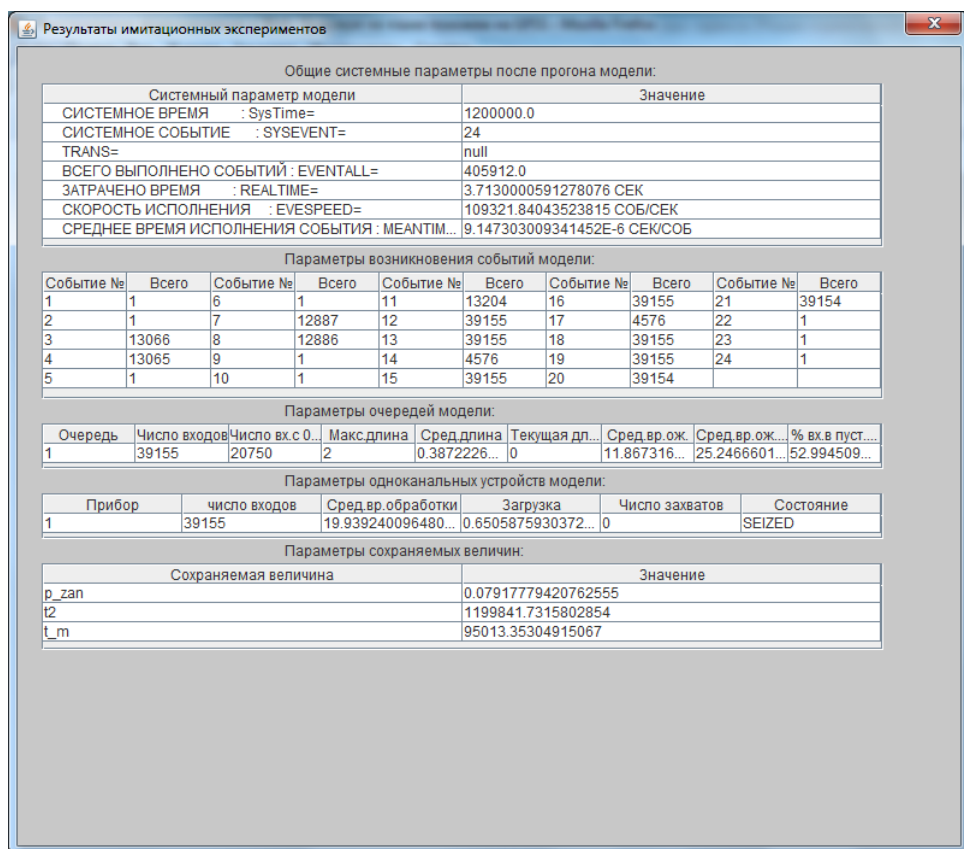 Результаты имитационных экспериментов
Общие системные параметры после прогона модели:
Системный параметр модели Значение
СИСТЕМНОЕ ВРЕМЯ : SysTime= 1200000.0
СИСТЕМНОЕ СОБЫТИЕ : SYSEVENT= 24
TRANS= null
ВСЕГО ВЫПОЛНЕНО СОБЫТИЙ : EVENTALL= 405912.0
ЗАТРАЧЕНО ВРЕМЯ : REALTIME= 3.7130000591278076 СЕК
СКОРОСТЬ ИСПОЛНЕНИЯ : EVESPEED= 109321.84043523815 СОБ/СЕК
СРЕДНЕЕ ВРЕМЯ ИСПОЛНЕНИЯ СОБЫТИЯ : MEANTIM... 9.147303009341452E-6 СЕК/СОБ
Параметры возникновения событий модели:
Событие № Всего Событие № Всего Событие № Всего Событие № Всего Событие № Всего
1 1 6 1 11 13204 16 39155 21 39154
2 1 7 12887 12 39155 17 4576 22 1
3 13066 8 12886 13 39155 18 39155 23 1
4 13065 9 1 14 4576 19 39155 24 1
5 1 10 1 15 39155 20 39154
Параметры очередей модели:
Очередь Число входов Число вх.с 0... Макс.длина Сред.длина Текущая дл... Сред.вр.ож. Сред.вр.ож.... % вх.в пуст....
1 39155 20750 2 0.3872226... 0 11.867316... 25.2466601... 52.994509...
Параметры одноканальных устройств модели:
Прибор число входов Сред.вр.обработки Загрузка Число захватов Состояние
1 39155 19.939240096480... 0.6505875930372... 0 SEIZED
Параметры сохраняемых величин:
Сохраняемая величина Значение
p_zan 0.07917779420762555
t2 1199841.7315802854
t_m 95013.35304915067